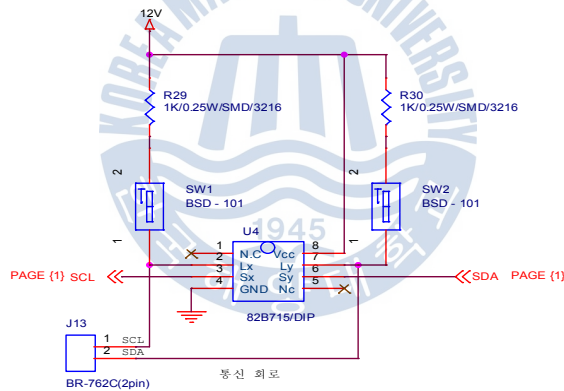 12V
KOREA MARITIME UNIVERSITY
R29
1K/0.25W/SMD/3216
R30
1K/0.25W/SMD/3216
2
2
SW1
BSD - 101
SW2
BSD - 101
1
1
1945
U4
1 N.C Vcc 8
2 Lx Ly 7
3 Sx Sy 6
4 GND Nc 5
82B715/DIP
PAGE {1} SCL
SDA PAGE {1}
J13
1 SCL
2 SDA
BR-762C(2pin)
통신 회로